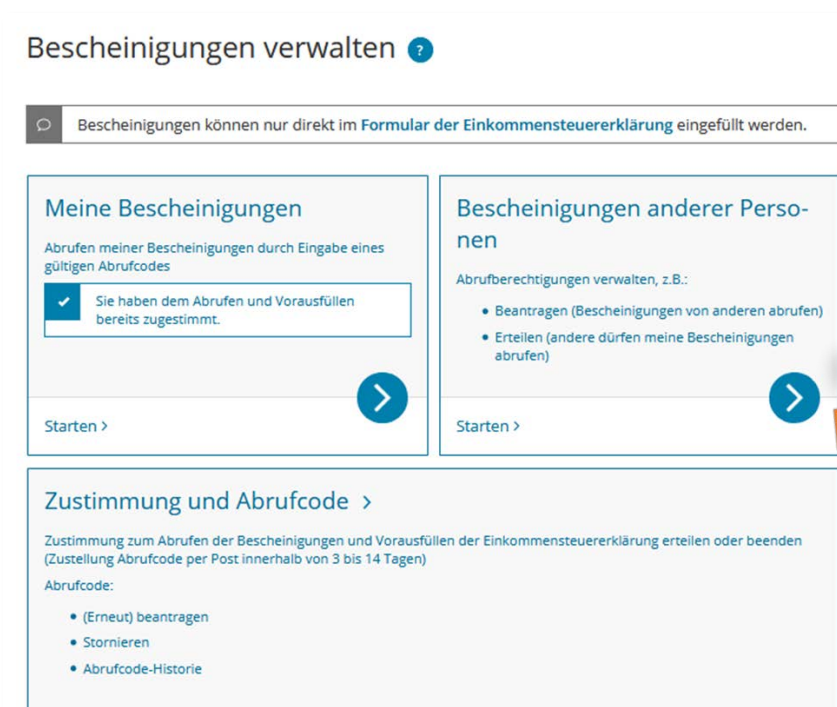 Bescheinigungen verwalten ?
Bescheinigungen können nur direkt im Formular der Einkommensteuererklärung eingefüllt werden.
Meine Bescheinigungen
Abrufen meiner Bescheinigungen durch Eingabe eines
gültigen Abrufcodes
Sie haben dem Abrufen und Vorausfüllen
bereits zugestimmt.
Starten >
Bescheinigungen anderer Perso-
nen
Abrufberechtigungen verwalten, z.B.:
• Beantragen (Bescheinigungen von anderen abrufen)
• Erteilen (andere dürfen meine Bescheinigungen
abrufen)
Starten >
Zustimmung und Abrufcode >
Zustimmung zum Abrufen der Bescheinigungen und Vorausfüllen der Einkommensteuererklärung erteilen oder beenden
(Zustellung Abrufcode per Post innerhalb von 3 bis 14 Tagen)
Abrufcode:
• (Erneut) beantragen
• Stornieren
• Abrufcode-Historie